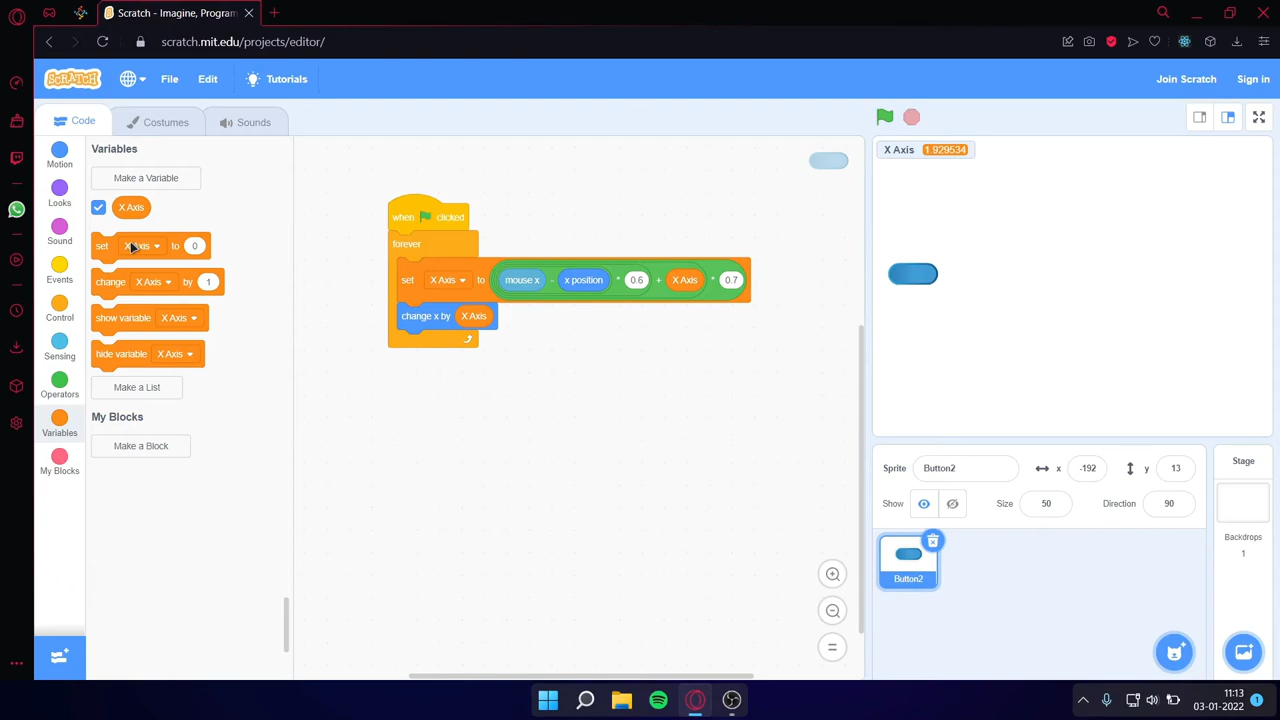 Scratch - Imagine, Program
scratch.mit.edu/projects/editor/
SCRATCH
File
Edit
Tutorials
Join Scratch
Sign in
Code
Costumes
Sounds
Motion
Looks
Sound
Events
Control
Sensing
Operators
Variables
My Blocks
Variables
Make a Variable
X Axis
set X Axis to 0
change X Axis by 1
show variable X Axis
hide variable X Axis
Make a List
My Blocks
Make a Block
when clicked
forever
set X Axis to mouse x - x position * 0.6 + X Axis * 0.7
change x by X Axis
X Axis 1.929534
Sprite Button2 x -192 y 13
Show Size 50 Direction 90
Button2
Stage
Backdrops
1
11:13
03-01-2022
1